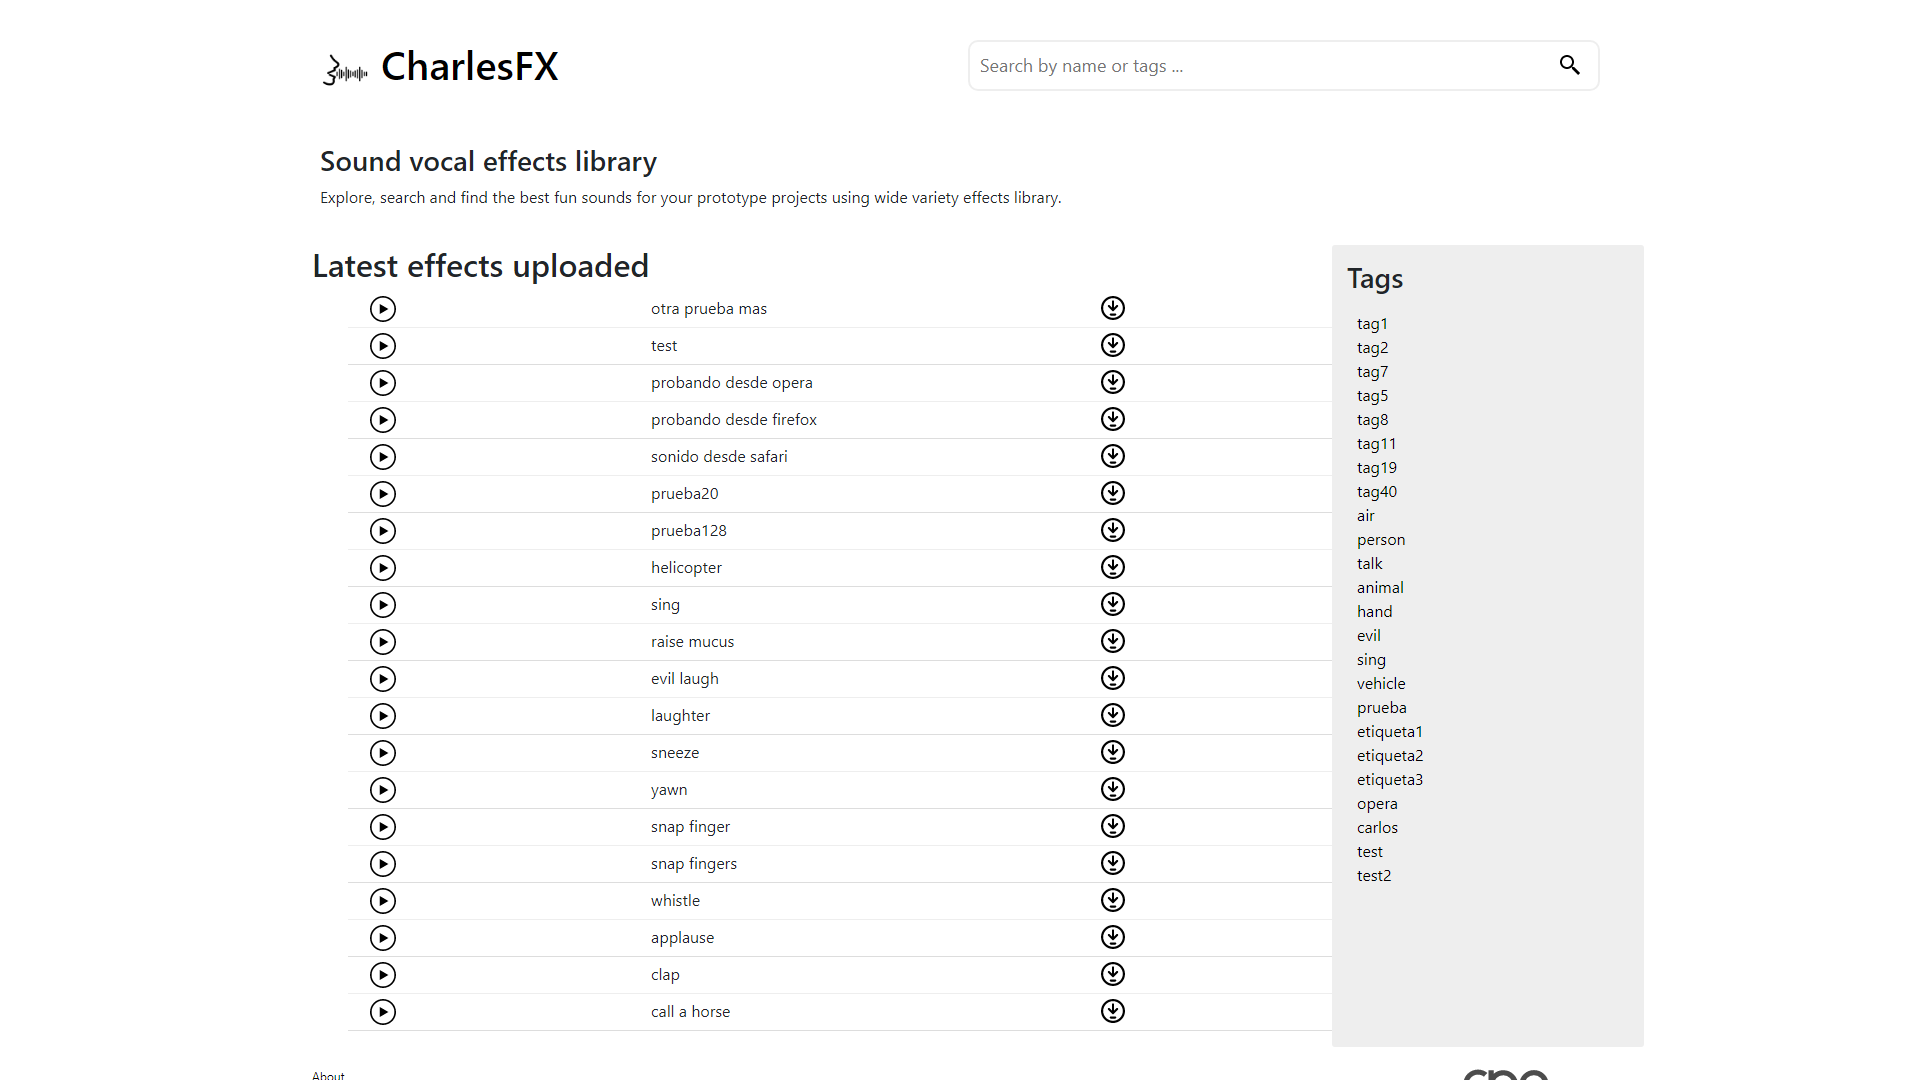 CharlesFX
Search by name or tags ...
Sound vocal effects library
Explore, search and find the best fun sounds for your prototype projects using wide variety effects library.
Latest effects uploaded
otra prueba mas
test
probando desde opera
probando desde firefox
sonido desde safari
prueba20
prueba128
helicopter
sing
raise mucus
evil laugh
laughter
sneeze
yawn
snap finger
snap fingers
whistle
applause
clap
call a horse
Tags
tag1
tag2
tag7
tag5
tag8
tag11
tag19
tag40
air
person
talk
animal
hand
evil
sing
vehicle
prueba
etiqueta1
etiqueta2
etiqueta3
opera
carlos
test
test2
About